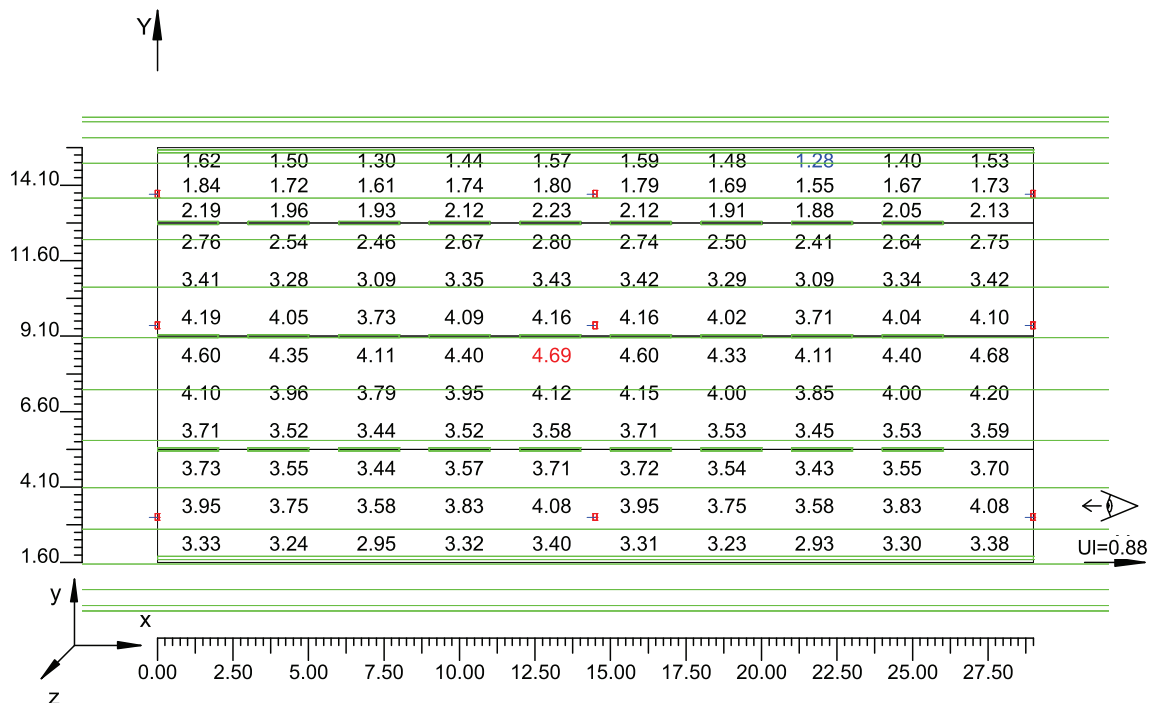 Y
1.62 1.50 1.30 1.44 1.57 1.59 1.48 1.28 1.40 1.53
14.10 1.84 1.72 1.61 1.74 1.80 1.79 1.69 1.55 1.67 1.73
2.19 1.96 1.93 2.12 2.23 2.12 1.91 1.88 2.05 2.13
2.76 2.54 2.46 2.67 2.80 2.74 2.50 2.41 2.64 2.75
11.60
3.41 3.28 3.09 3.35 3.43 3.42 3.29 3.09 3.34 3.42
4.19 4.05 3.73 4.09 4.16 4.16 4.02 3.71 4.04 4.10
9.10
4.60 4.35 4.11 4.40 4.69 4.60 4.33 4.11 4.40 4.68
4.10 3.96 3.79 3.95 4.12 4.15 4.00 3.85 4.00 4.20
6.60
3.71 3.52 3.44 3.52 3.58 3.71 3.53 3.45 3.53 3.59
3.73 3.55 3.44 3.57 3.71 3.72 3.54 3.43 3.55 3.70
4.10
3.95 3.75 3.58 3.83 4.08 3.95 3.75 3.58 3.83 4.08
3.33 3.24 2.95 3.32 3.40 3.31 3.23 2.93 3.30 3.38
UI=0.88
1.60
y
x
0.00 2.50 5.00 7.50 10.00 12.50 15.00 17.50 20.00 22.50 25.00 27.50
z